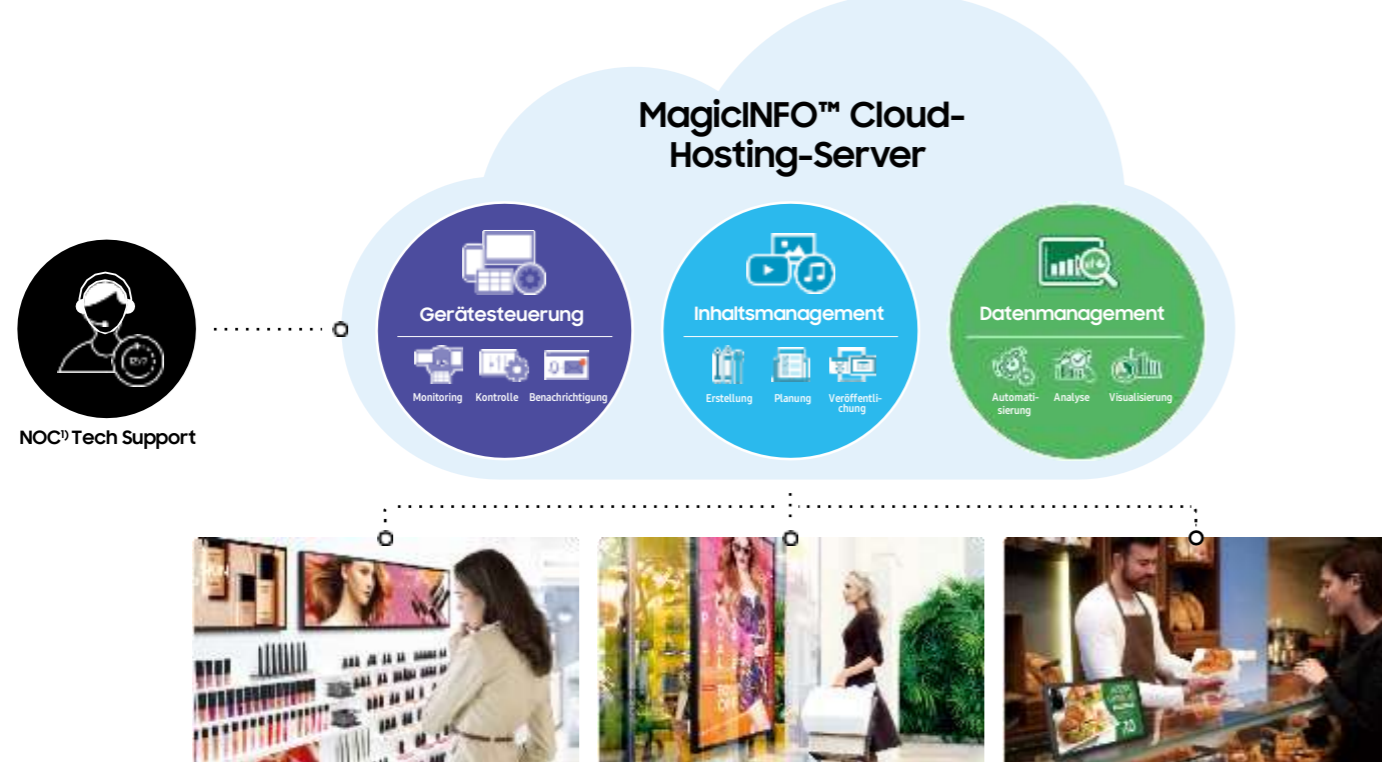 MagicINFO™ Cloud-
Hosting-Server
Gerätesteuerung
Inhaltsmanagement
Datenmanagement
Monitoring
Kontrolle
Benachrichtigung
Erstellung
Planung
Veröffentli-
chung
Automati-
sierung
Analyse
Visualisierung
NOC¹⁾ Tech Support